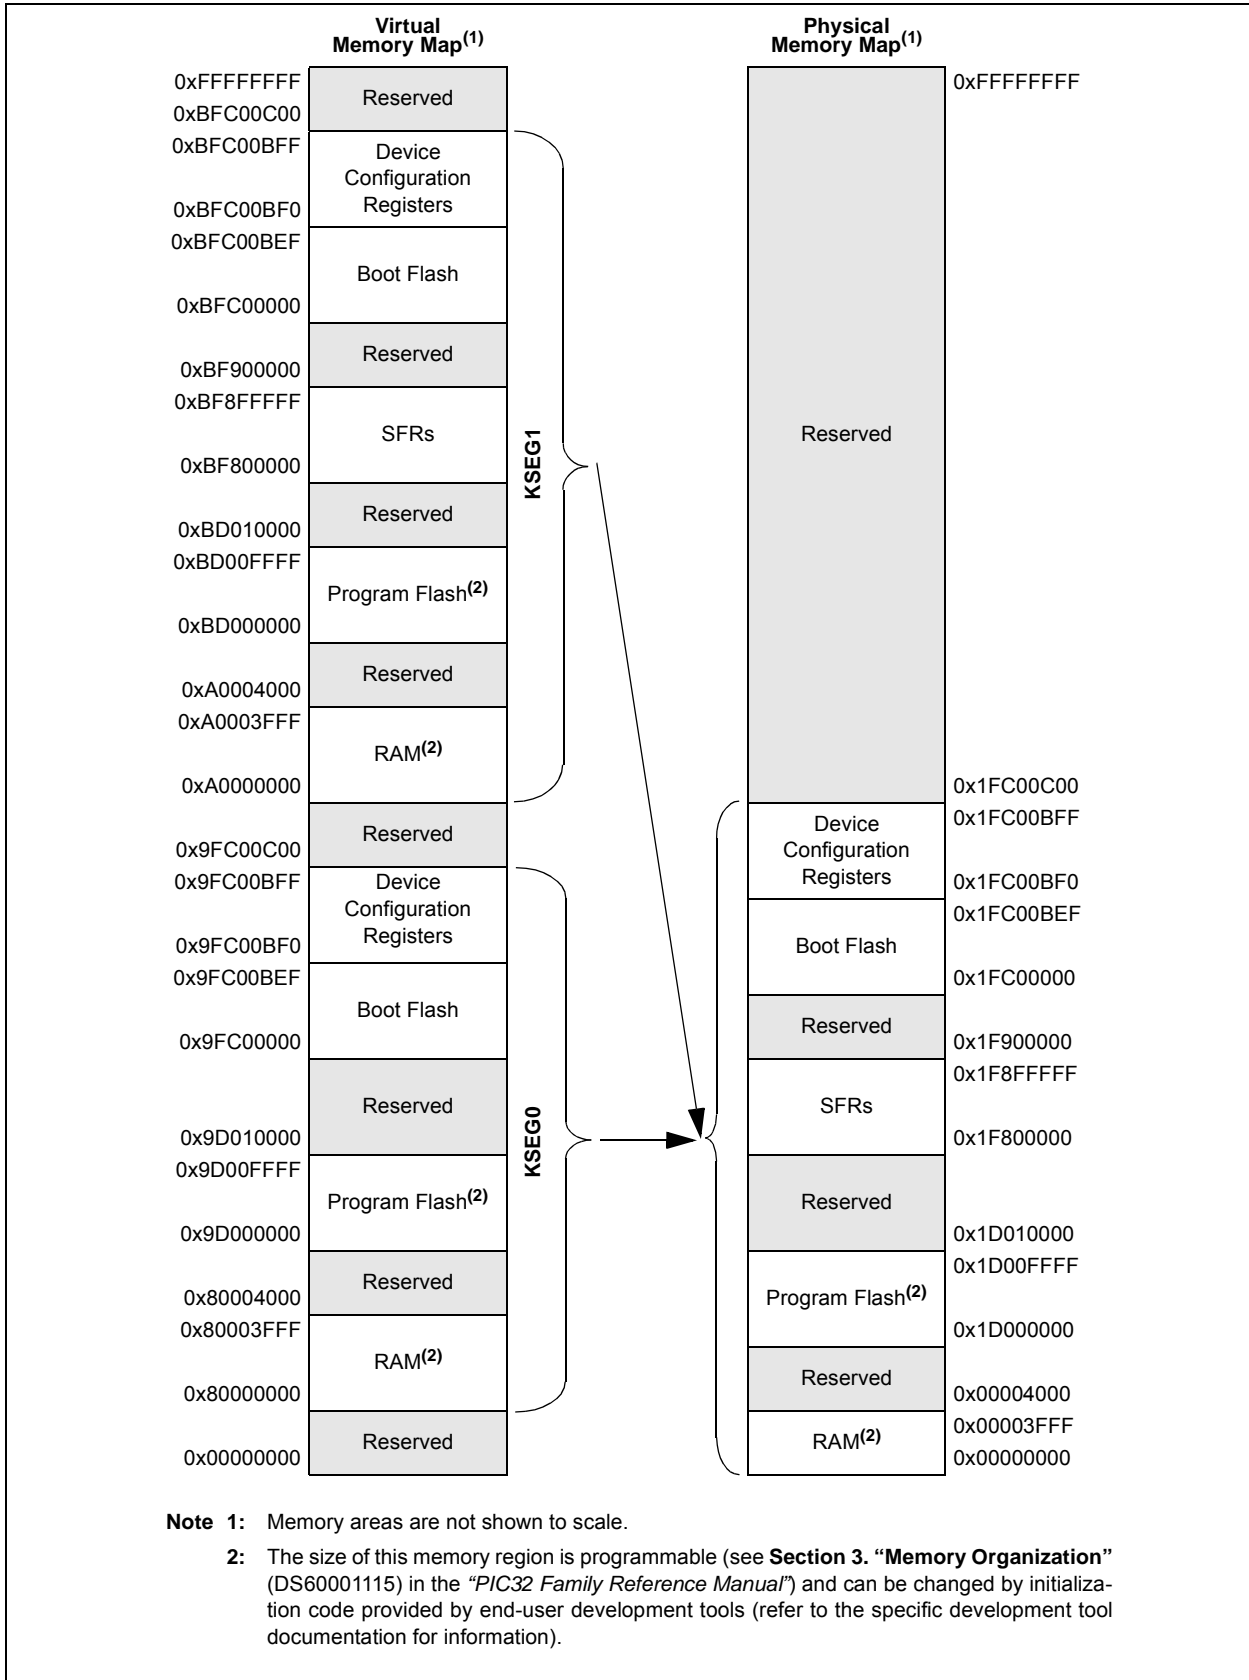 Virtual
Memory Map(1)
0xFFFFFFFF
Reserved
0xBFC00C00
0xBFC00BFF
Device
Configuration
Registers
0xBFC00BF0
0xBFC00BEF
Boot Flash
0xBFC00000
Reserved
0xBF900000
0xBF8FFFFF
SFRs
0xBF800000
Reserved
0xBD010000
0xBD00FFFF
Program Flash(2)
0xBD000000
Reserved
0xA0004000
0xA0003FFF
RAM(2)
0xA0000000
KSEG1
Reserved
0x9FC00C00
0x9FC00BFF
Device
Configuration
Registers
0x9FC00BF0
0x9FC00BEF
Boot Flash
0x9FC00000
Reserved
0x9D010000
0x9D00FFFF
Program Flash(2)
0x9D000000
Reserved
0x80004000
0x80003FFF
RAM(2)
0x80000000
KSEG0
Reserved
0x00000000
Physical
Memory Map(1)
0xFFFFFFFF
Reserved
0x1FC00C00
0x1FC00BFF
Device
Configuration
Registers
0x1FC00BF0
0x1FC00BEF
Boot Flash
0x1FC00000
Reserved
0x1F900000
0x1F8FFFFF
SFRs
0x1F800000
Reserved
0x1D010000
0x1D00FFFF
Program Flash(2)
0x1D000000
Reserved
0x00004000
0x00003FFF
RAM(2)
0x00000000
Note 1: Memory areas are not shown to scale.
2: The size of this memory region is programmable (see Section 3. “Memory Organization”
(DS60001115) in the “PIC32 Family Reference Manual”) and can be changed by initializa-
tion code provided by end-user development tools (refer to the specific development tool
documentation for information).